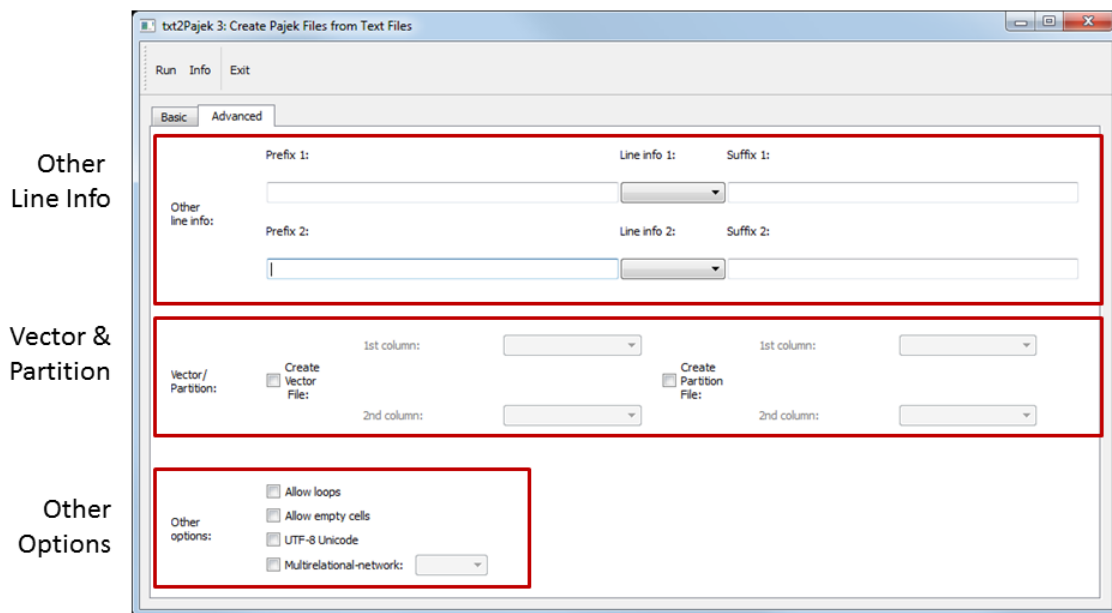 txt2Pajek 3: Create Pajek Files from Text Files
Run Info Exit
Basic Advanced
Other
Line Info
Prefix 1: Line info 1: Suffix 1:
Other
line info:
Prefix 2: Line info 2: Suffix 2:
Vector &
Partition
Vector/
Partition:
1st column:
Create
Vector
File:
2nd column:
1st column:
Create
Partition
File:
2nd column:
Other
Options
Other
options:
Allow loops
Allow empty cells
UTF-8 Unicode
Multirelational-network: